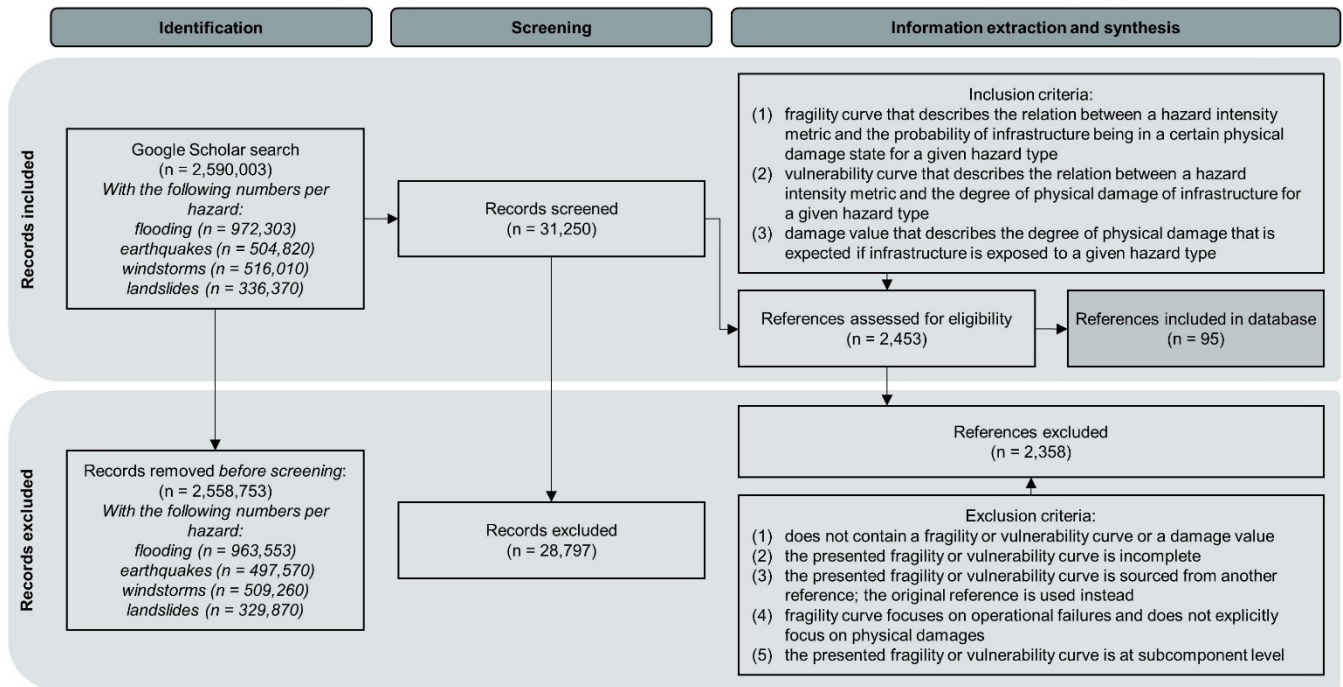 Identification
Screening
Information extraction and synthesis
Records included
Google Scholar search
(n = 2,590,003)
With the following numbers per
hazard:
flooding (n = 972,303)
earthquakes (n = 504,820)
windstorms (n = 516,010)
landslides (n = 336,370)
Records screened
(n = 31,250)
Inclusion criteria:
(1) fragility curve that describes the relation between a hazard intensity
metric and the probability of infrastructure being in a certain physical
damage state for a given hazard type
(2) vulnerability curve that describes the relation between a hazard
intensity metric and the degree of physical damage of infrastructure for
a given hazard type
(3) damage value that describes the degree of physical damage that is
expected if infrastructure is exposed to a given hazard type
References assessed for eligibility
(n = 2,453)
References included in database
(n = 95)
Records excluded
Records removed before screening:
(n = 2,558,753)
With the following numbers per
hazard:
flooding (n = 963,553)
earthquakes (n = 497,570)
windstorms (n = 509,260)
landslides (n = 329,870)
Records excluded
(n = 28,797)
References excluded
(n = 2,358)
Exclusion criteria:
(1) does not contain a fragility or vulnerability curve or a damage value
(2) the presented fragility or vulnerability curve is incomplete
(3) the presented fragility or vulnerability curve is sourced from another
reference; the original reference is used instead
(4) fragility curve focuses on operational failures and does not explicitly
focus on physical damages
(5) the presented fragility or vulnerability curve is at subcomponent level